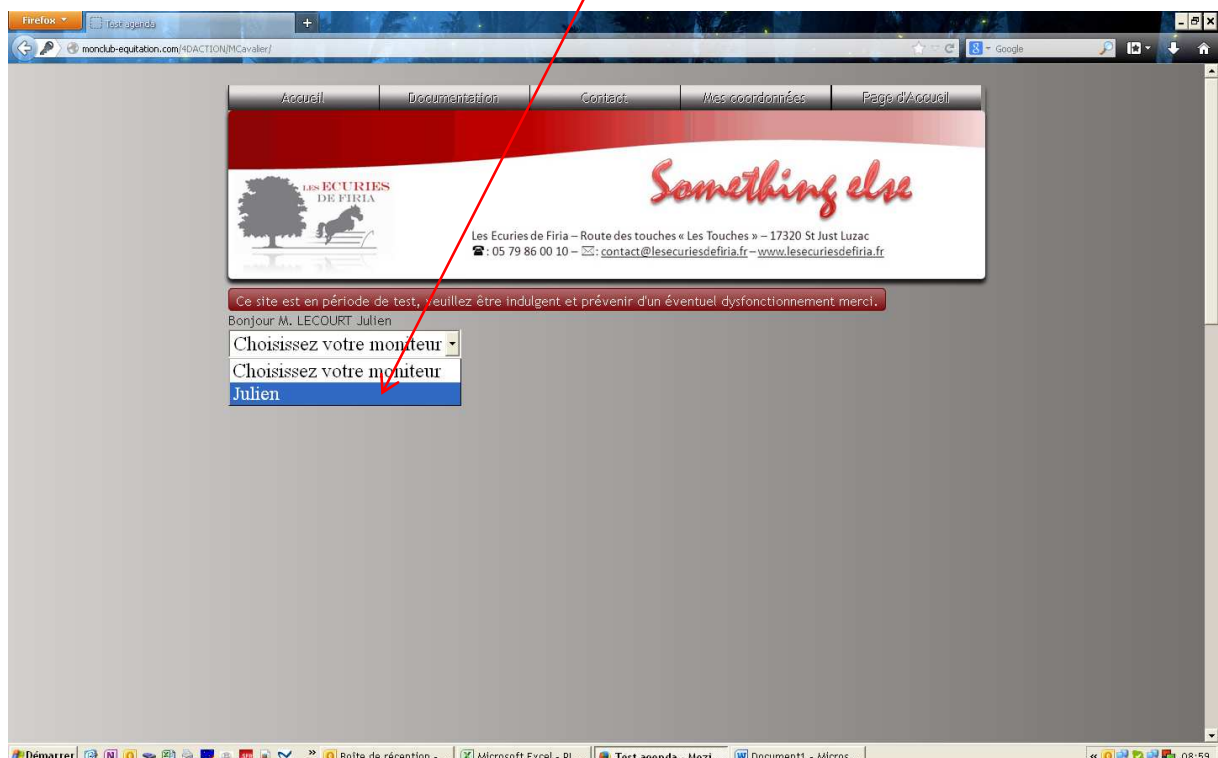 Firefox
Test agenda
+
monclub-equitation.com/4DACTION/MCavalier/
Google
Accueil
Documentation
Contact
Mes coordonnées
Page d'Accueil
LES ECURIES
DE FIRIA
Something else
Les Ecuries de Firia – Route des touches « Les Touches » – 17320 St Just Luzac
☎ : 05 79 86 00 10 – ✉: contact@lesecuriesdefiria.fr – www.lesecuriesdefiria.fr
Ce site est en période de test, veuillez être indulgent et prévenir d'un éventuel dysfonctionnement merci.
Bonjour M. LECOURT Julien
Choisissez votre moniteur
Choisissez votre moniteur
Julien
Démarrer
Boîte de réception -
Microsoft Excel - PL
Test agenda - Mozi
Document1 - Micros
08:59